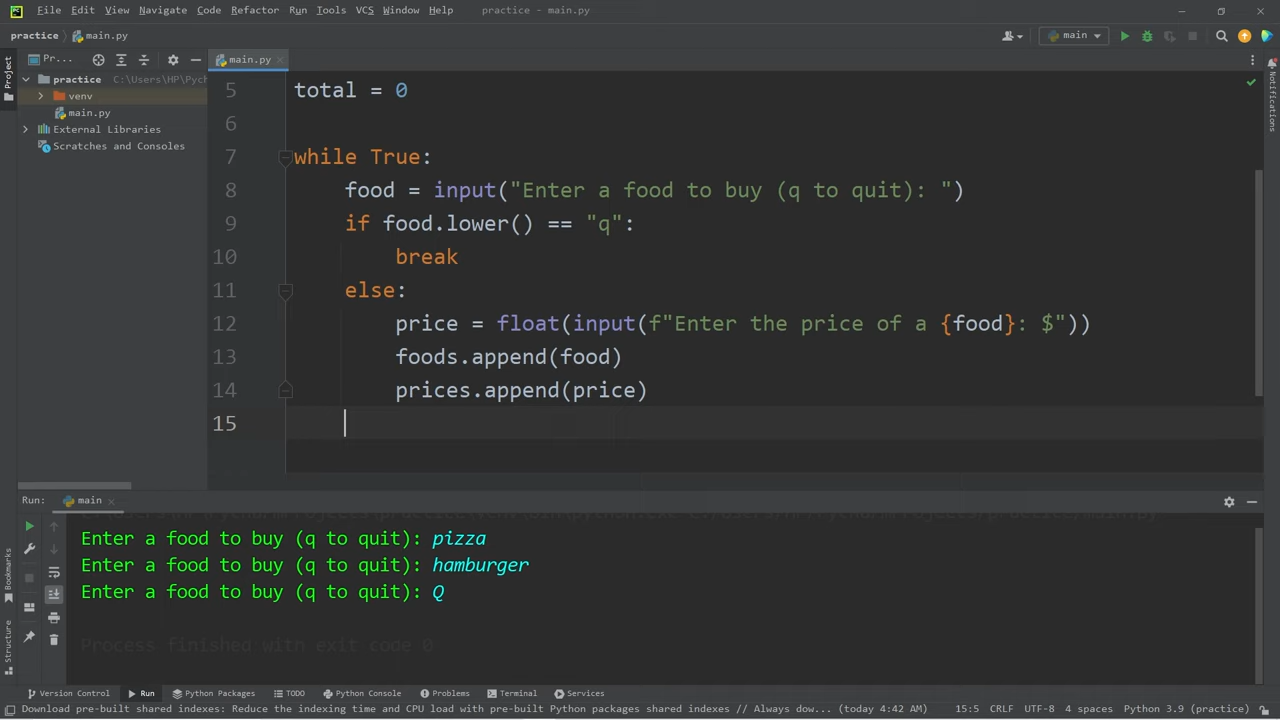 File Edit View Navigate Code Refactor Run Tools VCS Window Help practice - main.py
practice main.py main
Project Pr... main.py Notifications
practice C:\Users\HP\Pych
venv
main.py
External Libraries
Scratches and Consoles
5 total = 0
6
7 while True:
8 food = input("Enter a food to buy (q to quit): ")
9 if food.lower() == "q":
10 break
11 else:
12 price = float(input(f"Enter the price of a {food}: $"))
13 foods.append(food)
14 prices.append(price)
15
Run: main
Enter a food to buy (q to quit): pizza
Enter a food to buy (q to quit): hamburger
Enter a food to buy (q to quit): Q
Process finished with exit code 0
Bookmarks
Structure
Version Control Run Python Packages TODO Python Console Problems Terminal Services
Download pre-built shared indexes: Reduce the indexing time and CPU load with pre-built Python packages shared indexes // Always dow... (today 4:42 AM) 15:5 CRLF UTF-8 4 spaces Python 3.9 (practice)